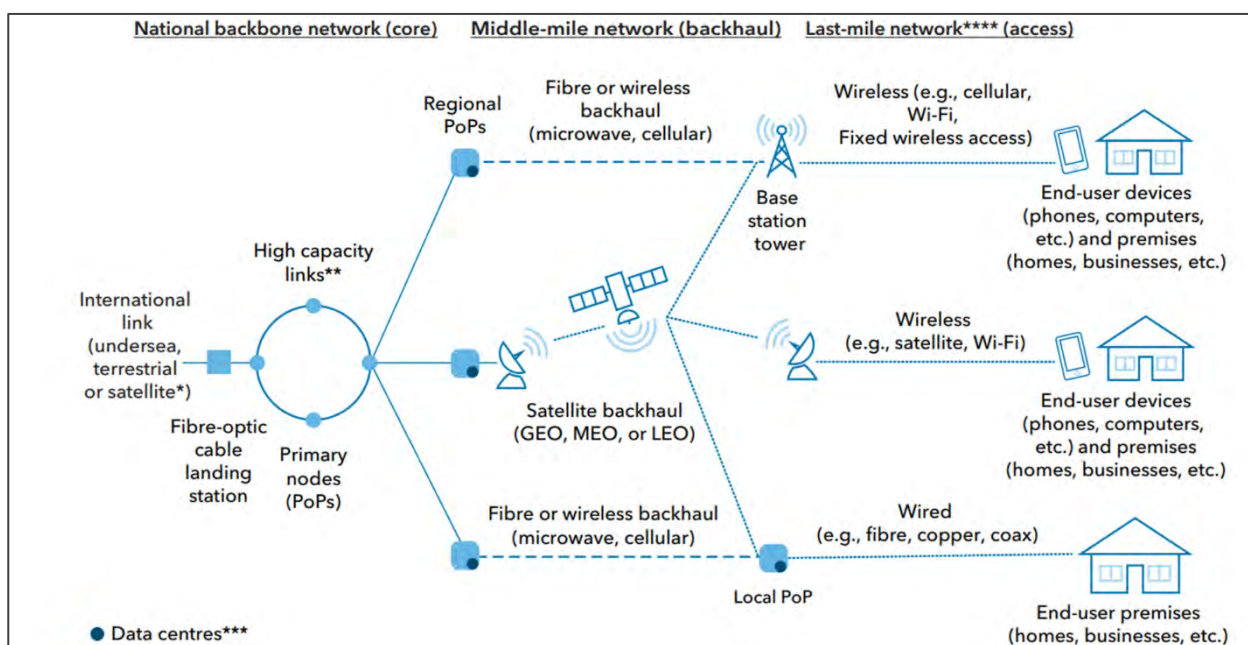 National backbone network (core)
Middle-mile network (backhaul)
Last-mile network**** (access)
Regional
PoPs
Fibre or wireless
backhaul
(microwave, cellular)
Wireless (e.g., cellular,
Wi-Fi,
Fixed wireless access)
Base
station
tower
End-user devices
(phones, computers,
etc.) and premises
(homes, businesses, etc.)
High capacity
links**
International
link
(undersea,
terrestrial
or satellite*)
Fibre-optic
cable
landing
station
Primary
nodes
(PoPs)
Satellite backhaul
(GEO, MEO, or LEO)
Wireless
(e.g., satellite, Wi-Fi)
End-user devices
(phones, computers,
etc.) and premises
(homes, businesses, etc.)
Fibre or wireless backhaul
(microwave, cellular)
Local PoP
Wired
(e.g., fibre, copper, coax)
End-user premises
(homes, businesses, etc.)
Data centres***